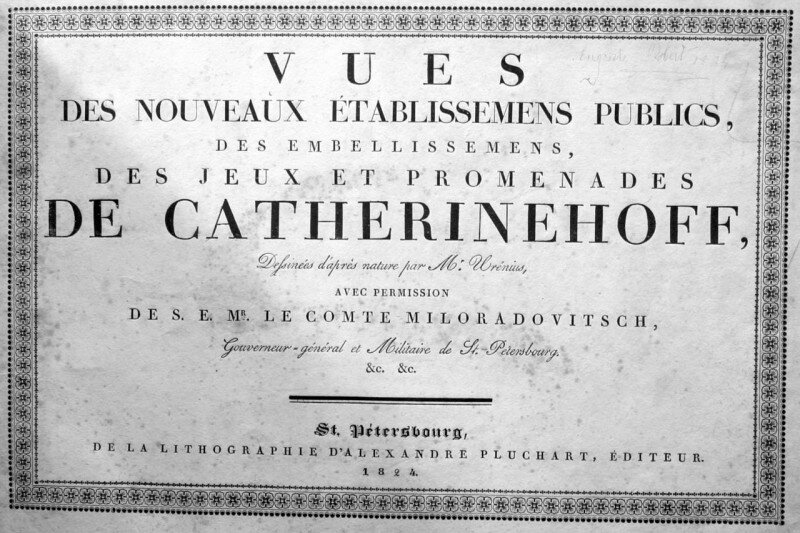 VUES
DES NOUVEAUX ÉTABLISSEMENS PUBLICS,
DES EMBELLISSEMENS,
DES JEUX ET PROMENADES
DE CATHERINEHOFF,
Dessinées d'après nature par Mr. Urénius,
AVEC PERMISSION
DE S. E. MR. LE COMTE MILORADOVITSCH,
Gouverneur-général et Militaire de St.-Pétersbourg.
&c. &c.
St. Pétersbourg,
DE LA LITHOGRAPHIE D'ALEXANDRE PLUCHART, ÉDITEUR.
1824.